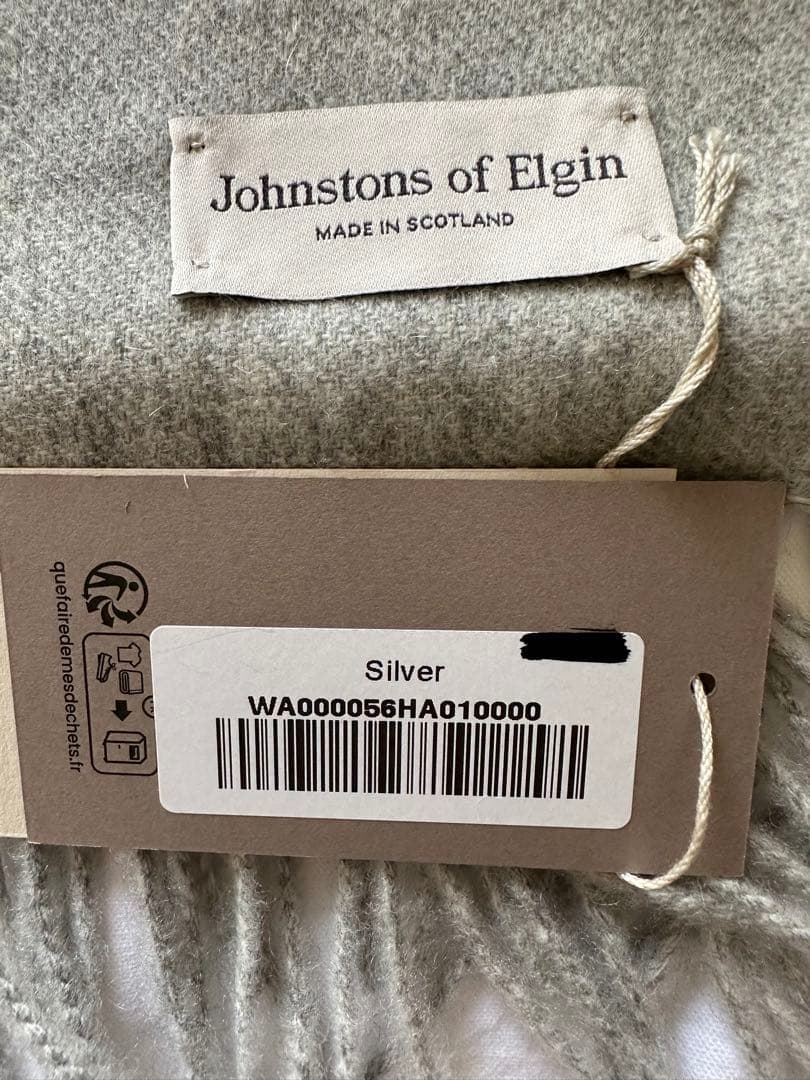 Johnstons of Elgin
MADE IN SCOTLAND
quefairedemesdechets.fr
Silver
WA000056HA010000